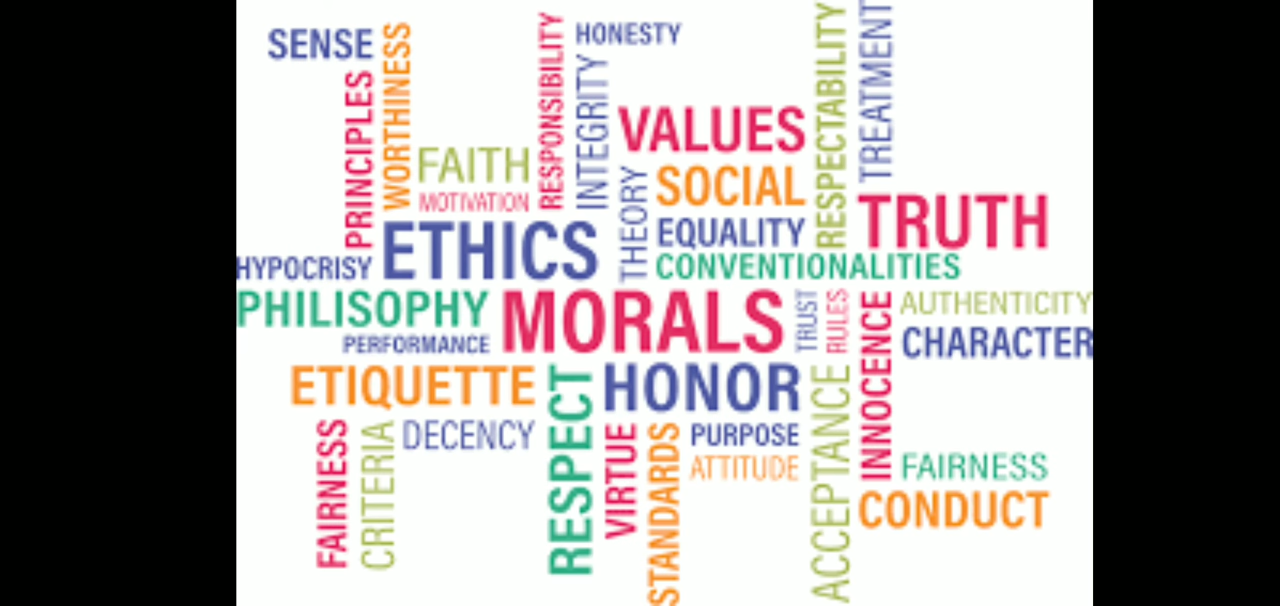 SENSE
PRINCIPLES
WORTHINESS
FAITH
MOTIVATION
RESPONSIBILITY
HONESTY
INTEGRITY
VALUES
THEORY
SOCIAL
EQUALITY
RESPECTABILITY
TREATMENT
TRUTH
HYPOCRISY
ETHICS
CONVENTIONALITIES
PHILISOPHY
MORALS
TRUST
RULES
INNOCENCE
AUTHENTICITY
CHARACTER
PERFORMANCE
ETIQUETTE
RESPECT
HONOR
ACCEPTANCE
FAIRNESS
CRITERIA
DECENCY
VIRTUE
STANDARDS
PURPOSE
ATTITUDE
FAIRNESS
CONDUCT